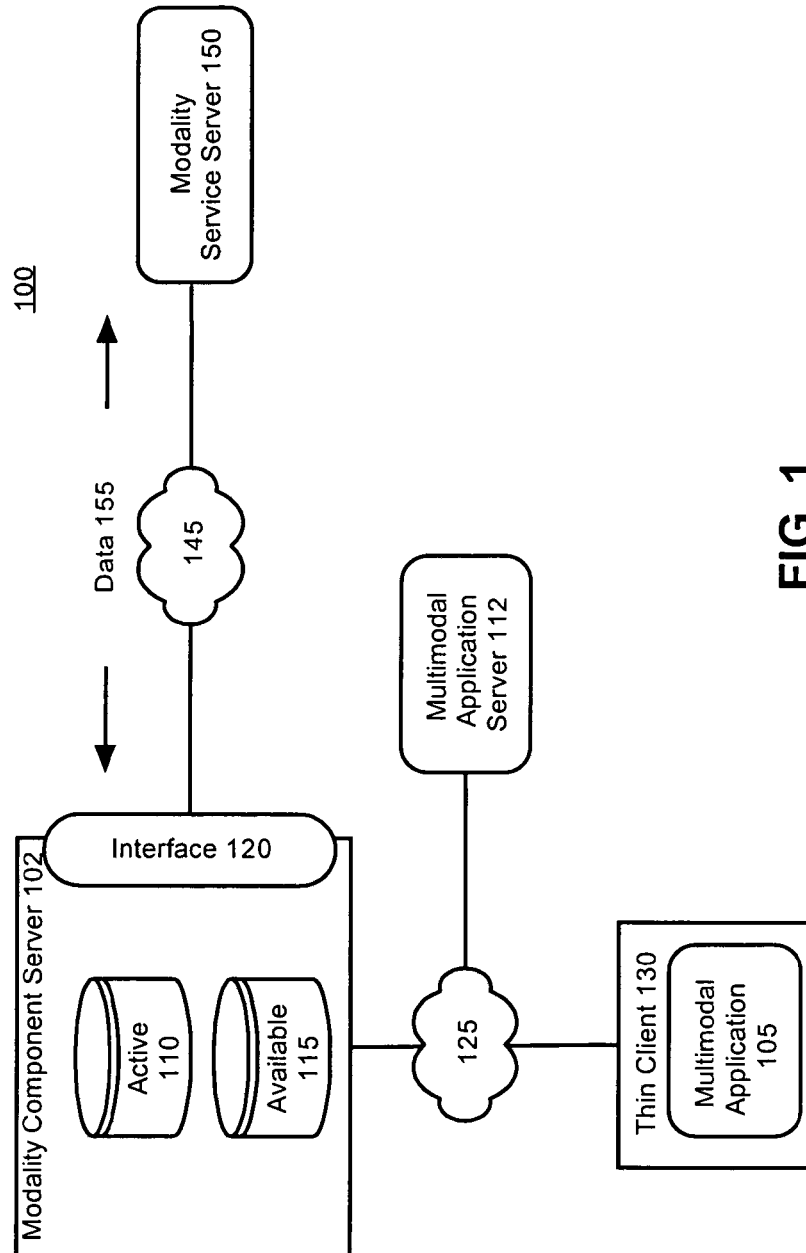 100
Modality Component Server 102
Active
110
Available
115
Interface 120
Data 155
145
Modality
Service Server 150
125
Multimodal
Application
Server 112
Thin Client 130
Multimodal
Application
105
FIG. 1